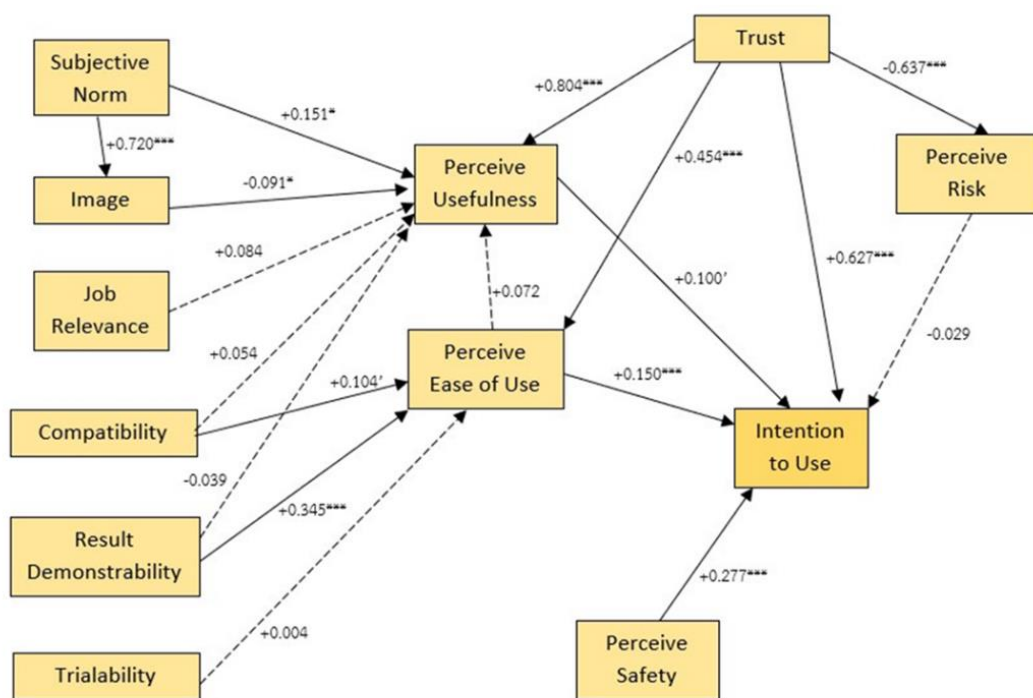 Trust
Subjective
Norm
-0.637***
+0.804***
+0.151*
+0.720***
+0.454***
Perceive
Usefulness
Perceive
Risk
Image
-0.091*
+0.084
+0.627***
+0.100’
+0.072
Job
Relevance
-0.029
Perceive
Ease of Use
+0.054
+0.104’
+0.150***
Compatibility
Intention
to Use
-0.039
+0.345***
Result
Demonstrability
+0.277***
+0.004
Perceive
Safety
Trialability